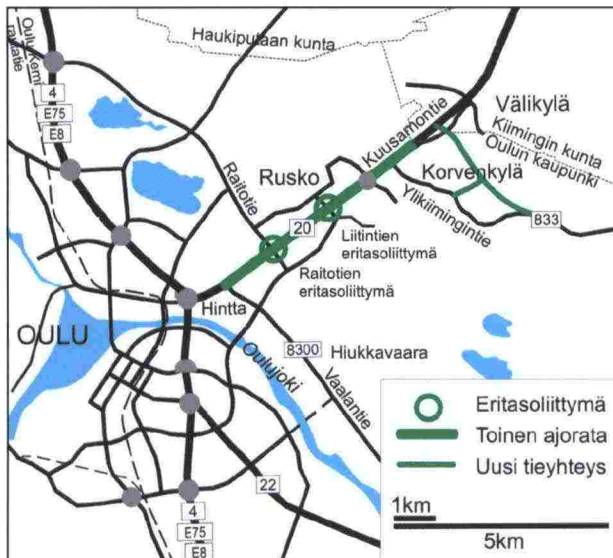 Haukiputaan kunta
Oulu-Kemi
rautatie
4
E75
E8
Välikylä
Kiimingin kunta
Oulun kaupunki
Kuusamontie
Korvenkylä
Rusko
Raitotie
20
Ylikiimingintie
833
Liitintien
eritasoliittymä
Raitotien
eritasoliittymä
Hintta
OULU
Oulujoki
8300
Hiukkavaara
Vaalantie
22
4
E75
E8
Eritasoliittymä
Toinen ajorata
Uusi tieyhteys
1km
5km